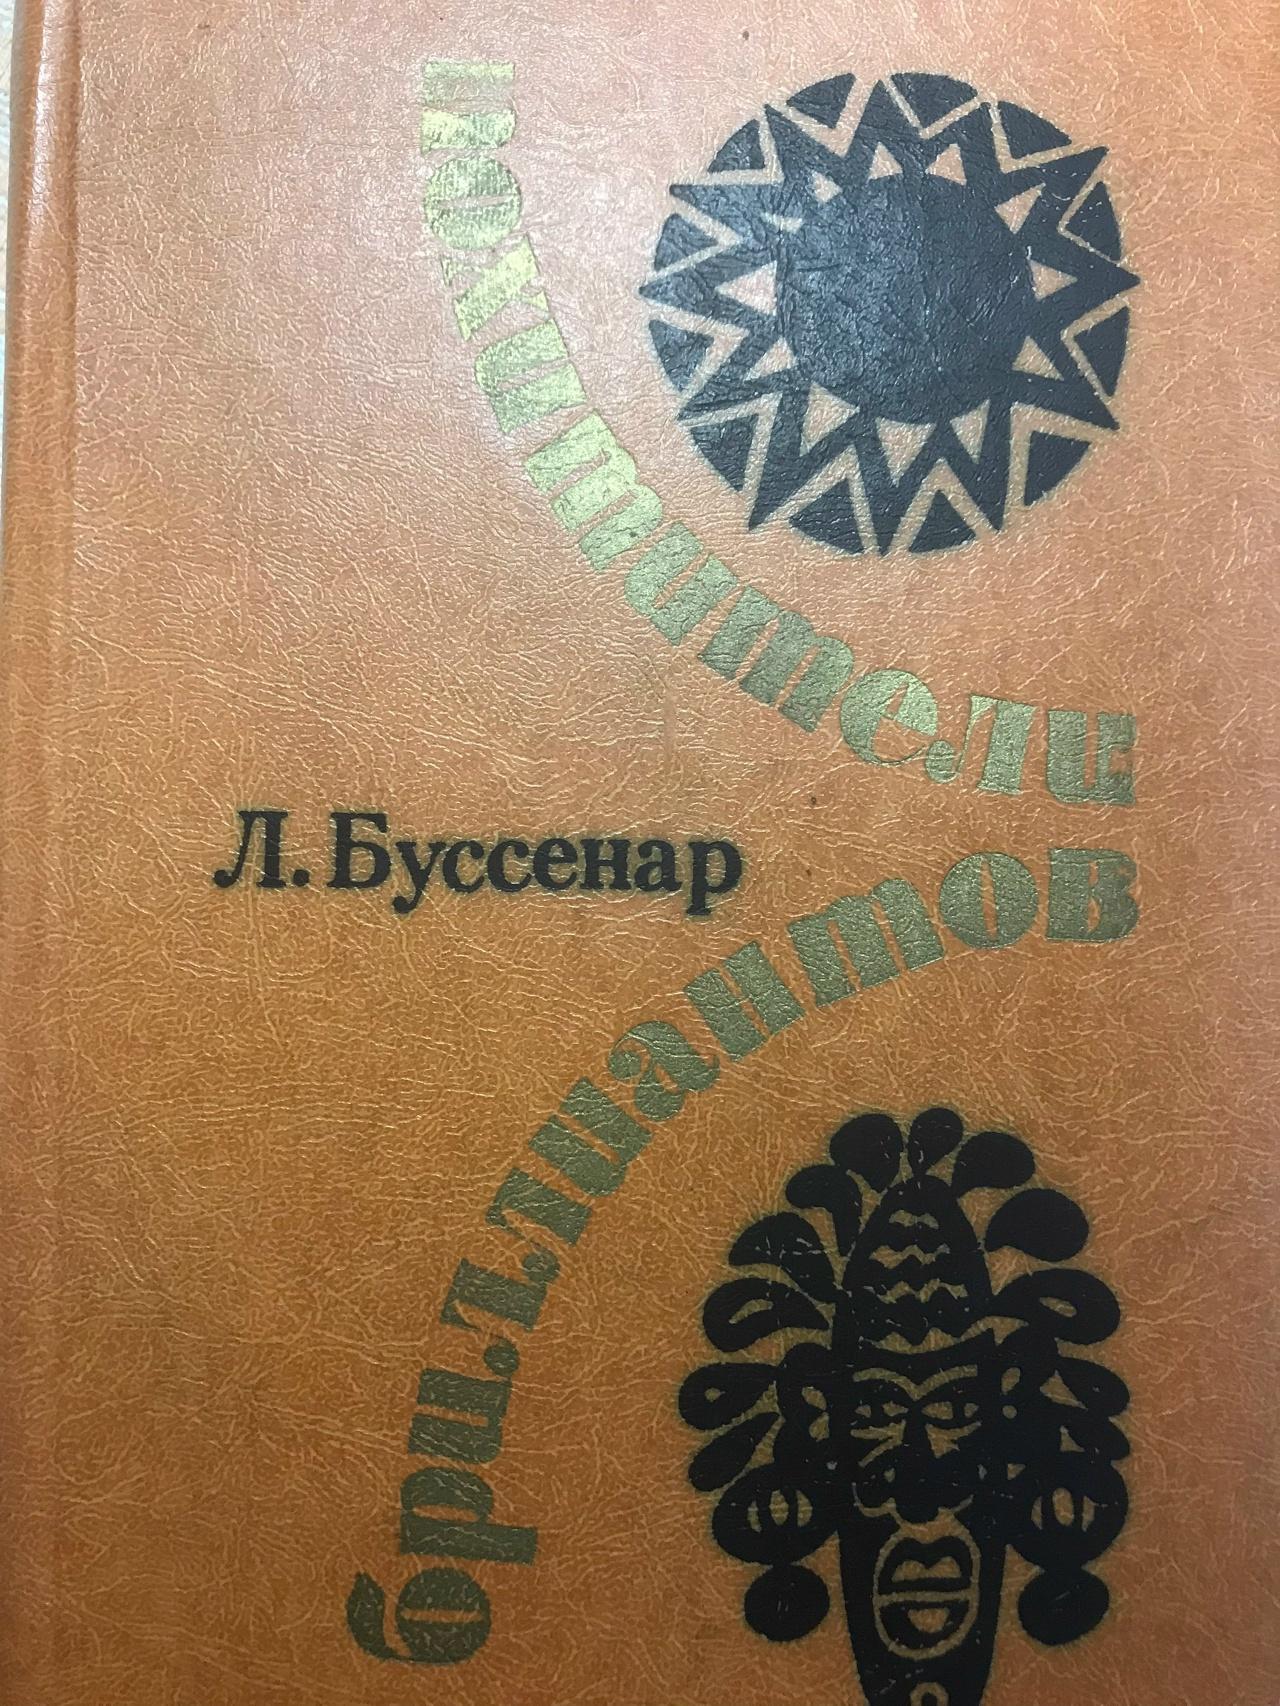 похитители
Л. Буссенар
бриллиантов